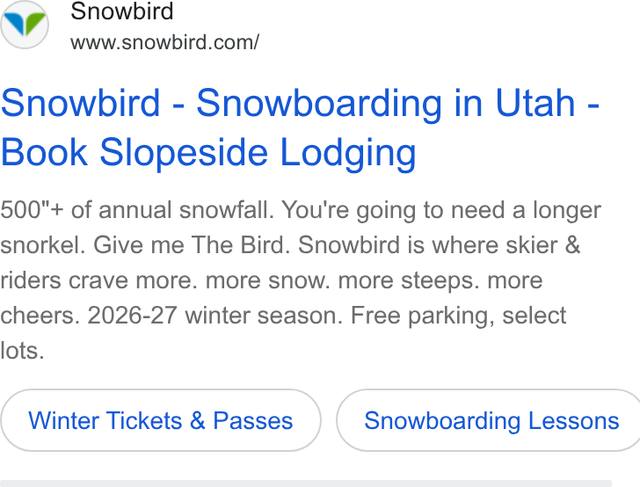 Snowbird
www.snowbird.com/
Snowbird - Snowboarding in Utah -
Book Slopeside Lodging
500"+ of annual snowfall. You're going to need a longer
snorkel. Give me The Bird. Snowbird is where skier &
riders crave more. more snow. more steeps. more
cheers. 2026-27 winter season. Free parking, select
lots.
Winter Tickets & Passes
Snowboarding Lessons